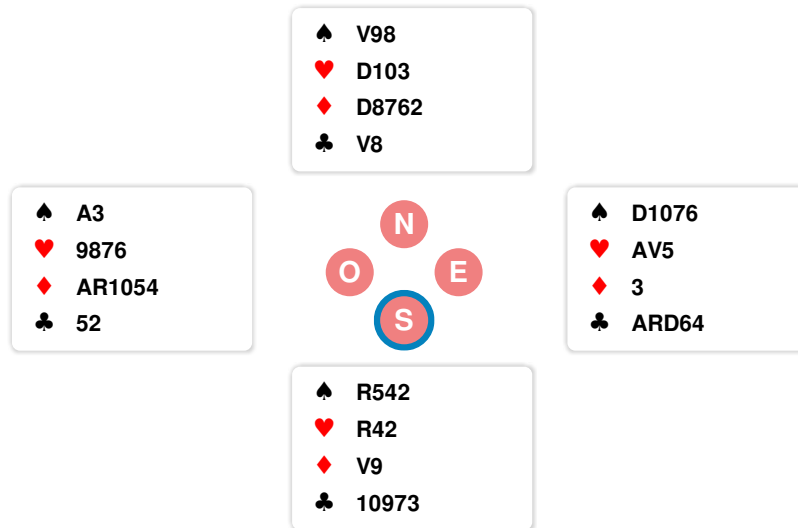 ♠ V98
♥ D103
♦ D8762
♣ V8
♠ A3
♥ 9876
♦ AR1054
♣ 52
N
O E
S
♠ D1076
♥ AV5
♦ 3
♣ ARD64
♠ R542
♥ R42
♦ V9
♣ 10973